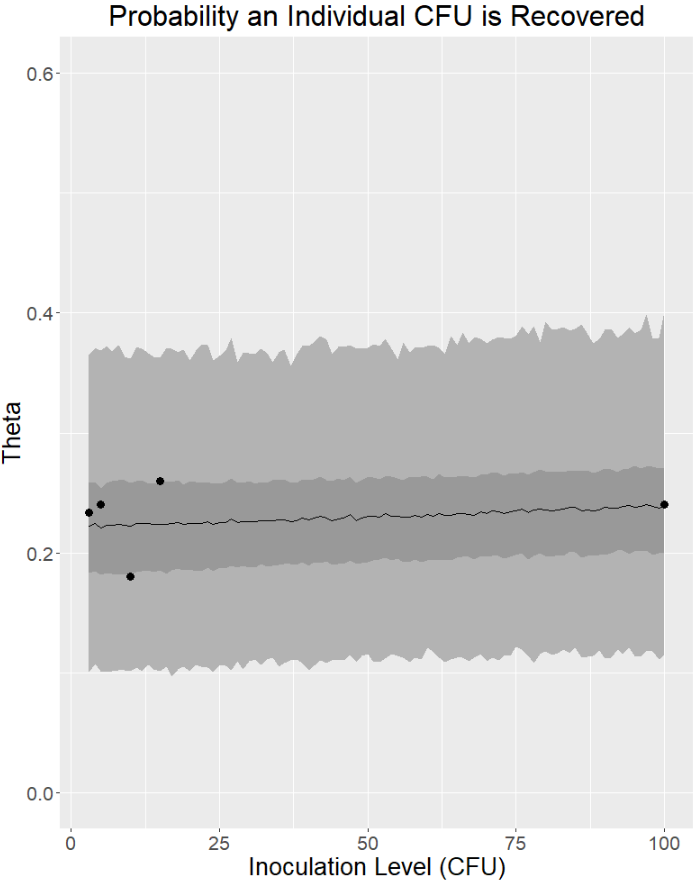 Probability an Individual CFU is Recovered
0.6
0.4
Theta
0.2
0.0
0 25 50 75 100
Inoculation Level (CFU)